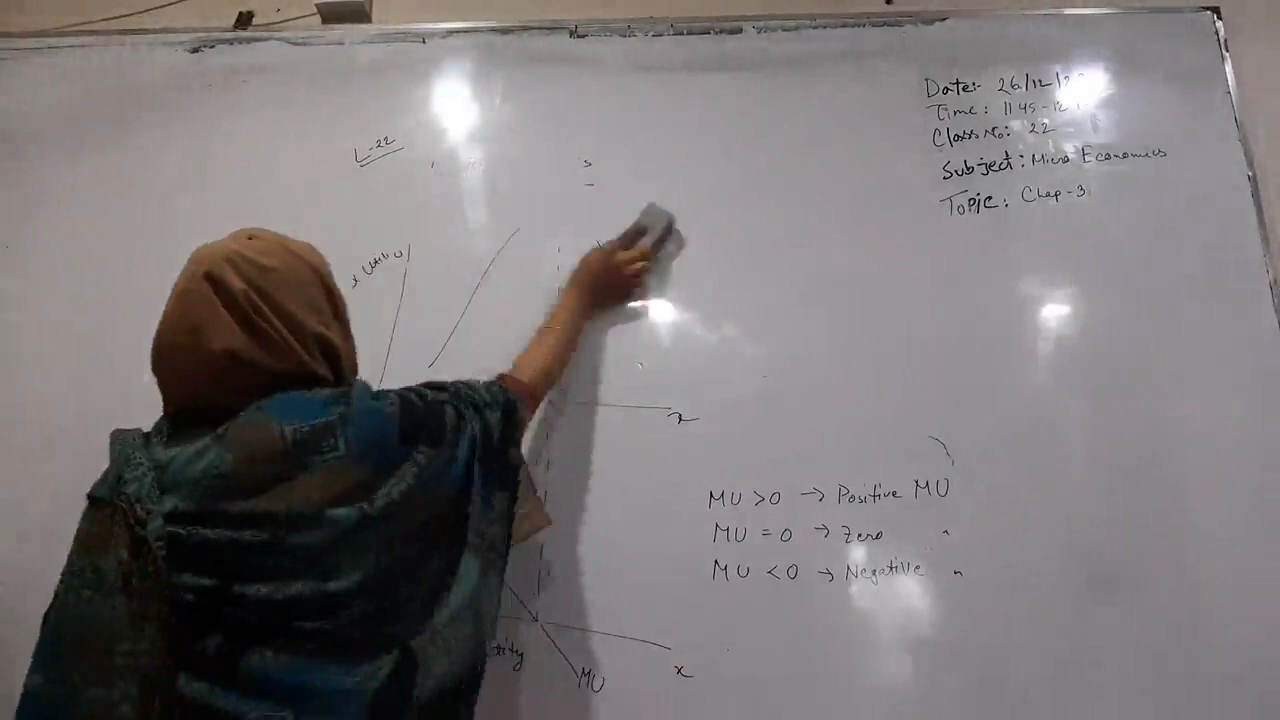 Date:- 26/12/
Time: 11 45 - 12
Class No: 22
Subject: Micro Economics
Topic: Chap-3
L-22
s
Utility
x
MU > 0 → Positive MU
MU = 0 → Zero "
MU < 0 → Negative "
MU
x